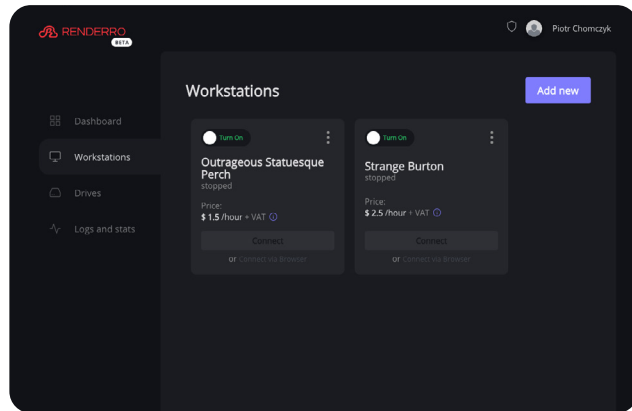 RENDERRO
BETA
Piotr Chomczyk
Workstations
Add new
Dashboard
Workstations
Drives
Logs and stats
Turn On
Outrageous Statuesque
Perch
stopped
Price:
$ 1.5 /hour + VAT
Connect
or Connect via Browser
Turn On
Strange Burton
stopped
Price:
$ 2.5 /hour + VAT
Connect
or Connect via Browser